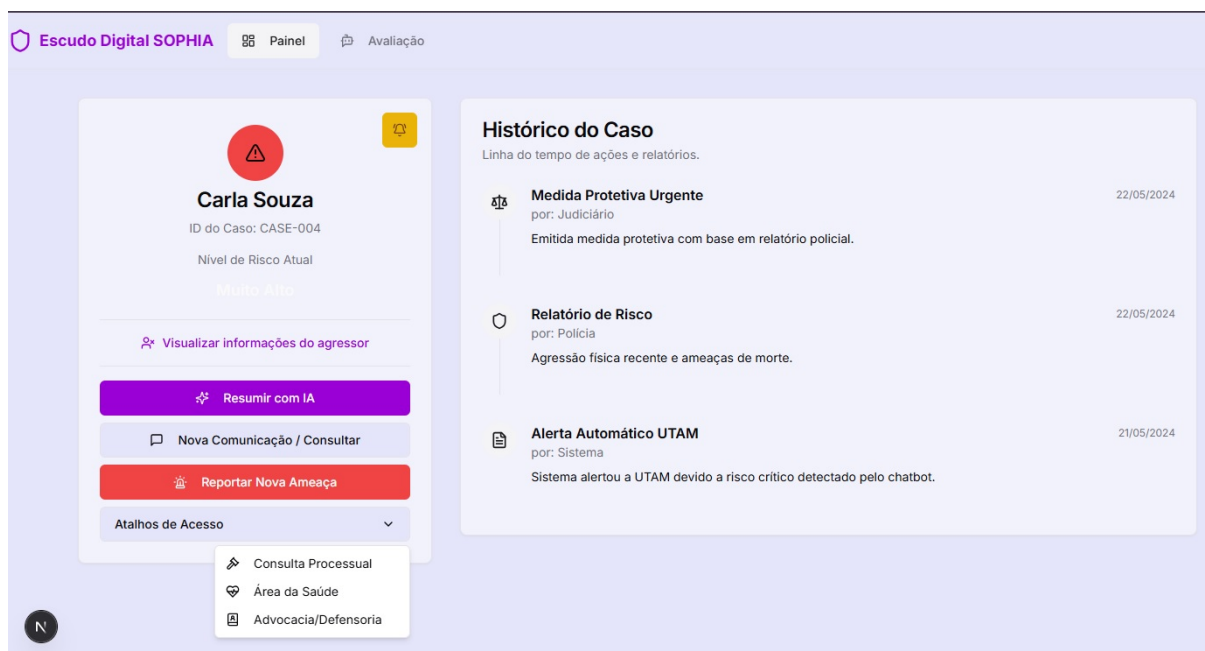 Escudo Digital SOPHIA
Painel
Avaliação
Carla Souza
ID do Caso: CASE-004
Nível de Risco Atual
Muito Alto
Visualizar informações do agressor
Resumir com IA
Nova Comunicação / Consultar
Reportar Nova Ameaça
Atalhos de Acesso
Consulta Processual
Área da Saúde
Advocacia/Defensoria
N
Histórico do Caso
Linha do tempo de ações e relatórios.
Medida Protetiva Urgente
22/05/2024
por: Judiciário
Emitida medida protetiva com base em relatório policial.
Relatório de Risco
22/05/2024
por: Polícia
Agressão física recente e ameaças de morte.
Alerta Automático UTAM
21/05/2024
por: Sistema
Sistema alertou a UTAM devido a risco crítico detectado pelo chatbot.